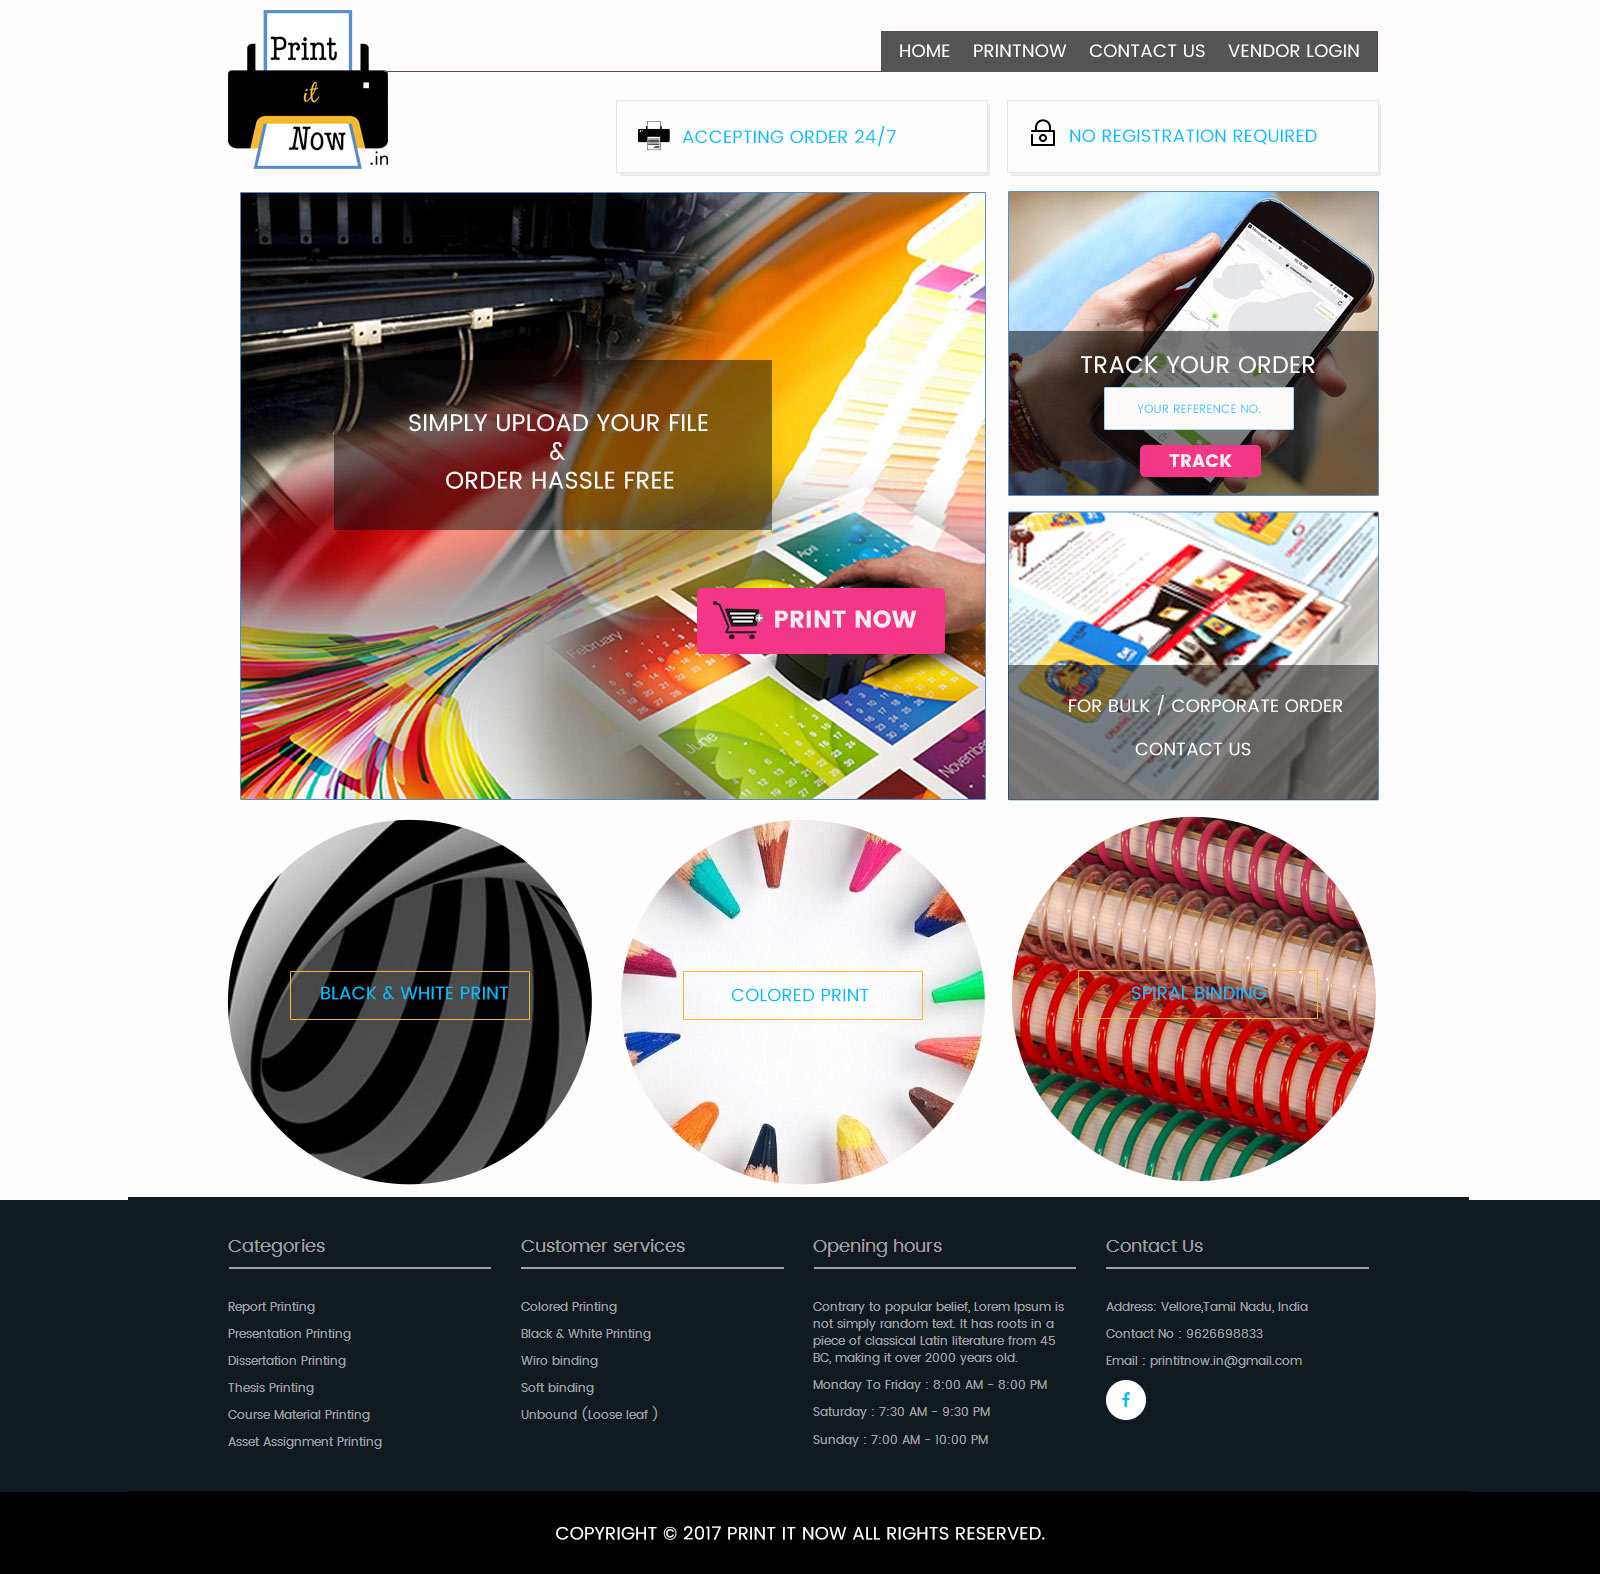 Print
it
Now
.in
HOME PRINTNOW CONTACT US VENDOR LOGIN
ACCEPTING ORDER 24/7
NO REGISTRATION REQUIRED
SIMPLY UPLOAD YOUR FILE
&
ORDER HASSLE FREE
PRINT NOW
February
April
June
November
TRACK YOUR ORDER
YOUR REFERENCE NO.
TRACK
FOR BULK / CORPORATE ORDER
CONTACT US
BLACK & WHITE PRINT
COLORED PRINT
SPIRAL BINDING
Categories
Report Printing
Presentation Printing
Dissertation Printing
Thesis Printing
Course Material Printing
Asset Assignment Printing
Customer services
Colored Printing
Black & White Printing
Wiro binding
Soft binding
Unbound (Loose leaf )
Opening hours
Contrary to popular belief, Lorem Ipsum is
not simply random text. It has roots in a
piece of classical Latin literature from 45
BC, making it over 2000 years old.
Monday To Friday : 8:00 AM - 8:00 PM
Saturday : 7:30 AM - 9:30 PM
Sunday : 7:00 AM - 10:00 PM
Contact Us
Address: Vellore,Tamil Nadu, India
Contact No : 9626698833
Email : printitnow.in@gmail.com
f
COPYRIGHT © 2017 PRINT IT NOW ALL RIGHTS RESERVED.